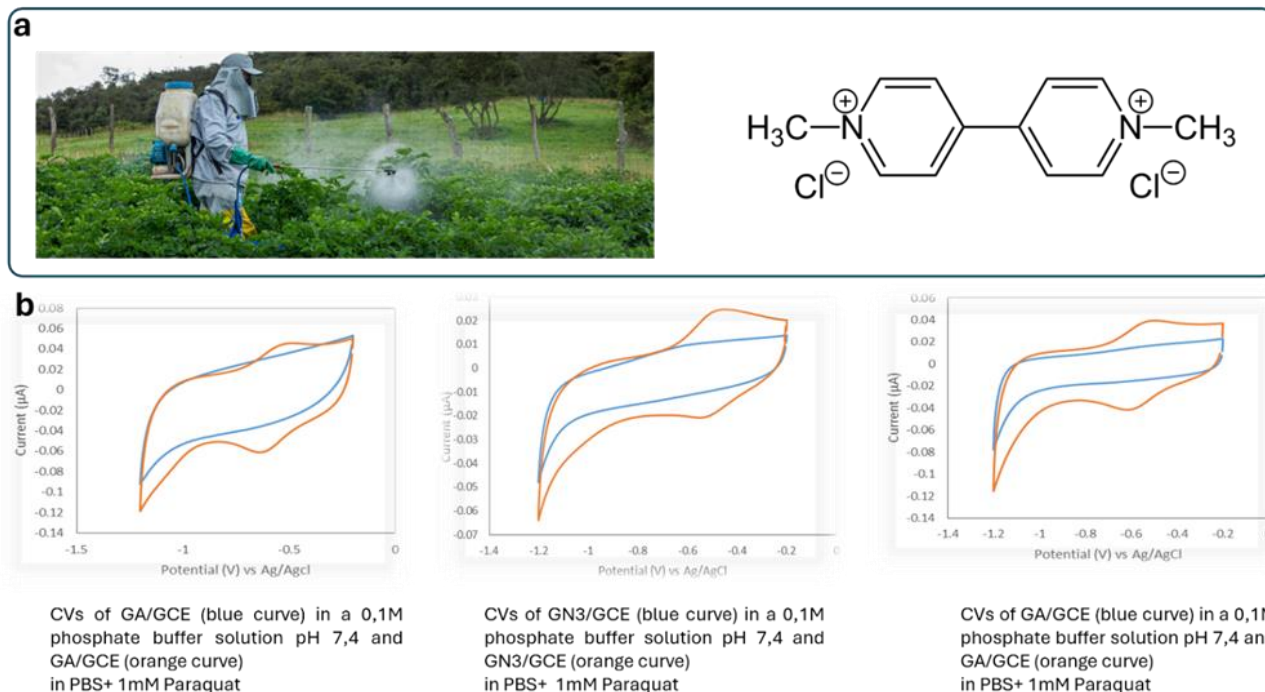 a
H3C N + + N CH3
Cl⊖ Cl⊖
b
0.08
0.06
0.04
0.02
0
-0.02
-0.04
-0.06
-0.08
-0.1
-0.12
-0.14
Current (µA)
-1.5 -1 -0.5 0
Potential (V) vs Ag/AgCl
0.02
0.01
0
-0.01
-0.02
-0.03
-0.04
-0.05
-0.06
-0.07
Current (µA)
-1.4 -1.2 -1 -0.8 -0.6 -0.4 -0.2 0
Potential (V) vs Ag/AgCl
0.06
0.04
0.02
0
-0.02
-0.04
-0.06
-0.08
-0.1
-0.12
-0.14
Current (µA)
-1.4 -1.2 -1 -0.8 -0.6 -0.4 -0.2
Potential (V) vs Ag/AgCl
CVs of GA/GCE (blue curve) in a 0,1M
phosphate buffer solution pH 7,4 and
GA/GCE (orange curve)
in PBS+ 1mM Paraquat
CVs of GN3/GCE (blue curve) in a 0,1M
phosphate buffer solution pH 7,4 and
GN3/GCE (orange curve)
in PBS+ 1mM Paraquat
CVs of GA/GCE (blue curve) in a 0,1M
phosphate buffer solution pH 7,4 and
GA/GCE (orange curve)
in PBS+ 1mM Paraquat